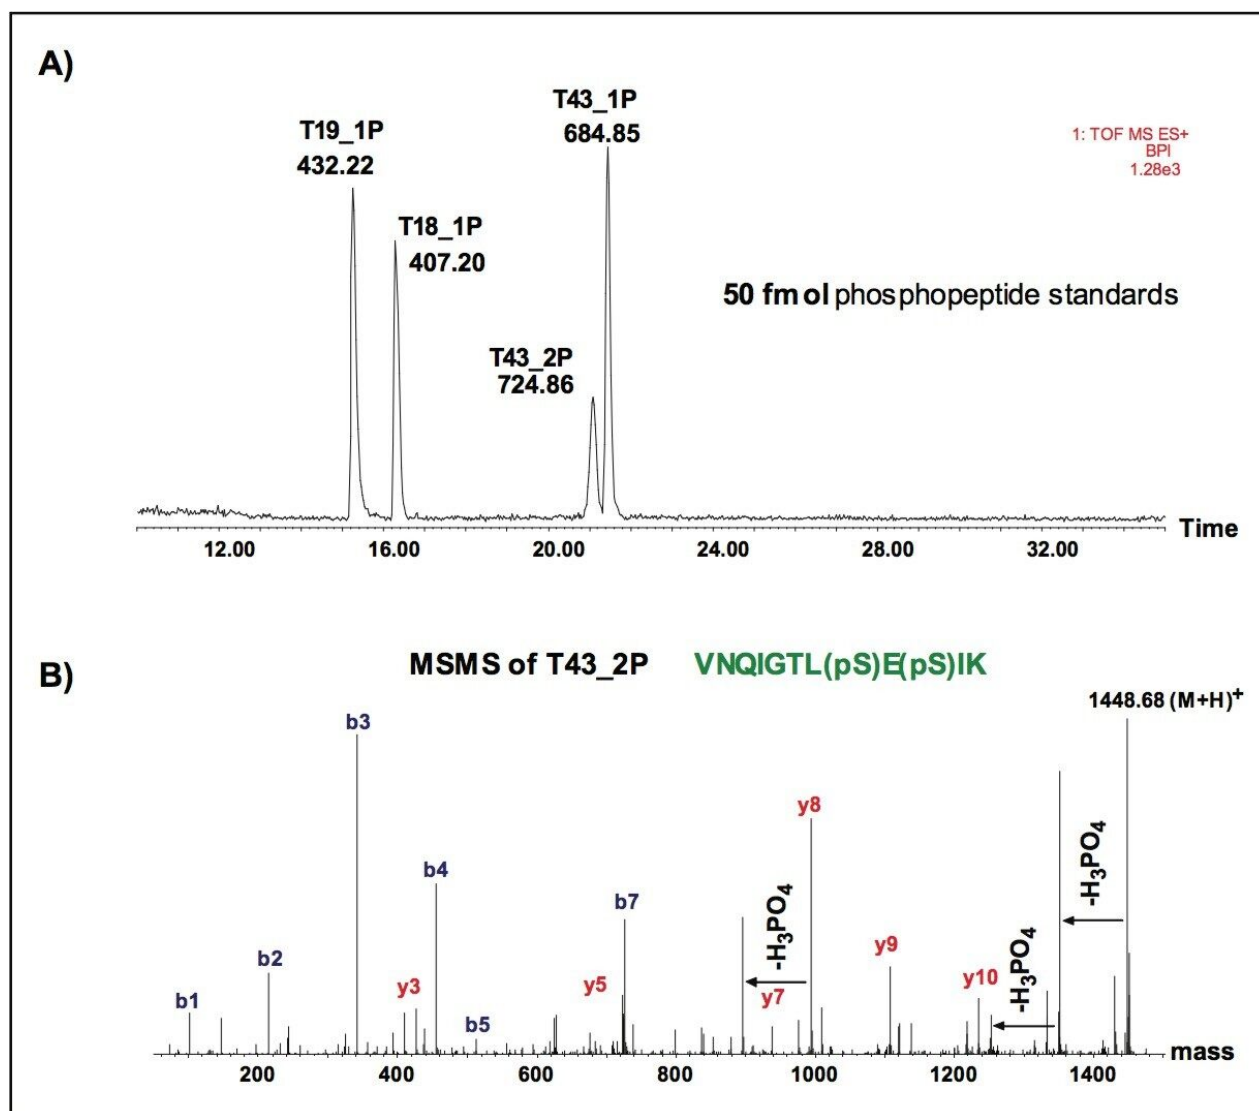 A)
T43_1P
684.85
T19_1P
432.22
T18_1P
407.20
1: TOF MS ES+
BPI
1.28e3
50 fmol phosphopeptide standards
T43_2P
724.86
12.00 16.00 20.00 24.00 28.00 32.00 Time
B)
MSMS of T43_2P VNQIGTL(pS)E(pS)IK
1448.68 (M+H)+
b3
y8
-H3PO4
b4
-H3PO4
b7
y9
b2
y3
y5
y7
y10
-H3PO4
b1
b5
200 400 600 800 1000 1200 1400 mass